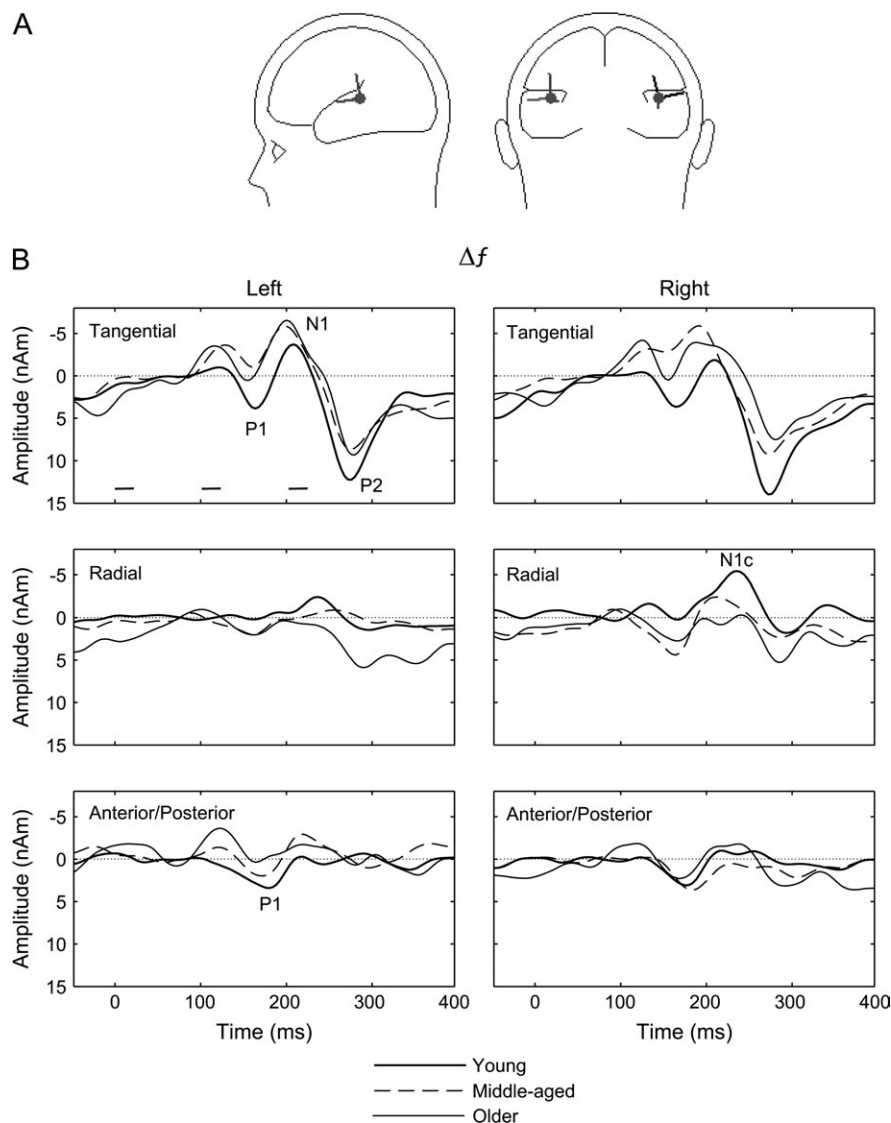 A
B
Δf
Left
Right
-5
0
5
10
15
Amplitude (nAm)
Tangential
N1
P1
P2
Tangential
-5
0
5
10
15
Amplitude (nAm)
Radial
Radial
N1c
-5
0
5
10
15
Amplitude (nAm)
Anterior/Posterior
P1
Anterior/Posterior
0 100 200 300 400
0 100 200 300 400
Time (ms)
Time (ms)
Young
Middle-aged
Older